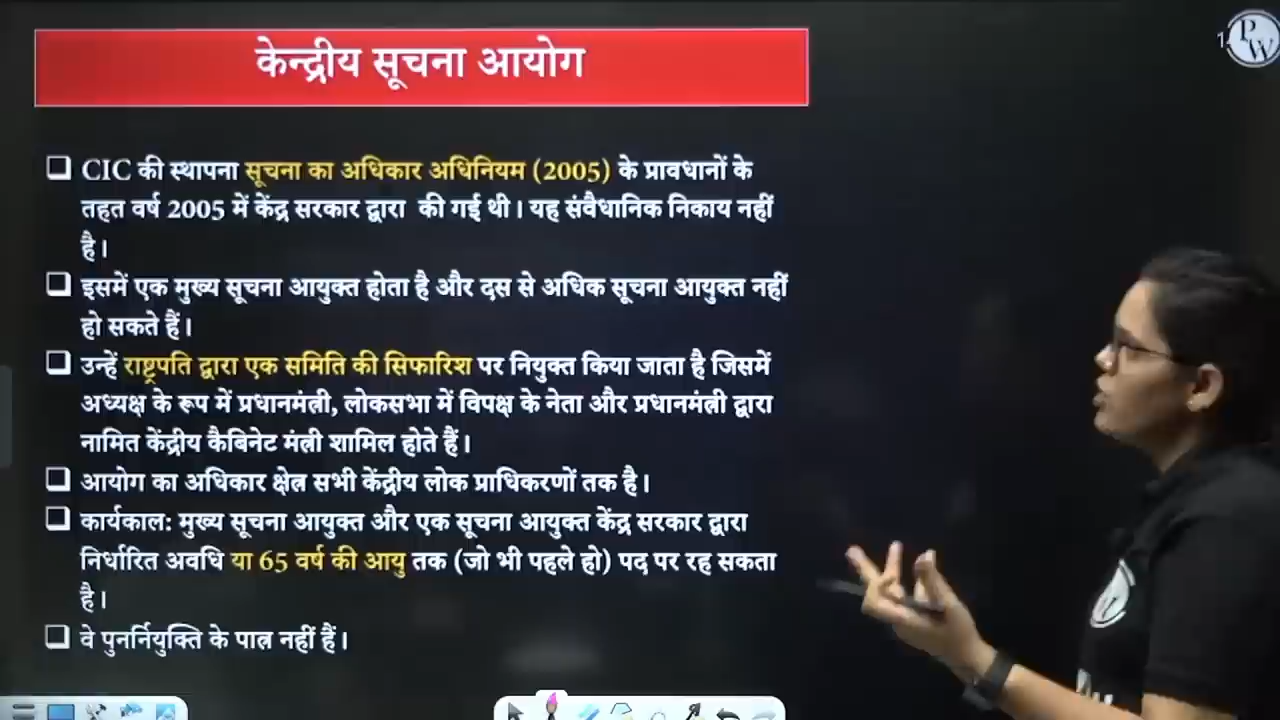 केन्द्रीय सूचना आयोग
PW
CIC की स्थापना सूचना का अधिकार अधिनियम (2005) के प्रावधानों के
तहत वर्ष 2005 में केंद्र सरकार द्वारा की गई थी। यह संवैधानिक निकाय नहीं
है।
इसमें एक मुख्य सूचना आयुक्त होता है और दस से अधिक सूचना आयुक्त नहीं
हो सकते हैं।
उन्हें राष्ट्रपति द्वारा एक समिति की सिफारिश पर नियुक्त किया जाता है जिसमें
अध्यक्ष के रूप में प्रधानमंत्री, लोकसभा में विपक्ष के नेता और प्रधानमंत्री द्वारा
नामित केंद्रीय कैबिनेट मंत्री शामिल होते हैं।
आयोग का अधिकार क्षेत्र सभी केंद्रीय लोक प्राधिकरणों तक है।
कार्यकाल: मुख्य सूचना आयुक्त और एक सूचना आयुक्त केंद्र सरकार द्वारा
निर्धारित अवधि या 65 वर्ष की आयु तक (जो भी पहले हो) पद पर रह सकता
है।
वे पुनर्नियुक्ति के पात्र नहीं हैं।